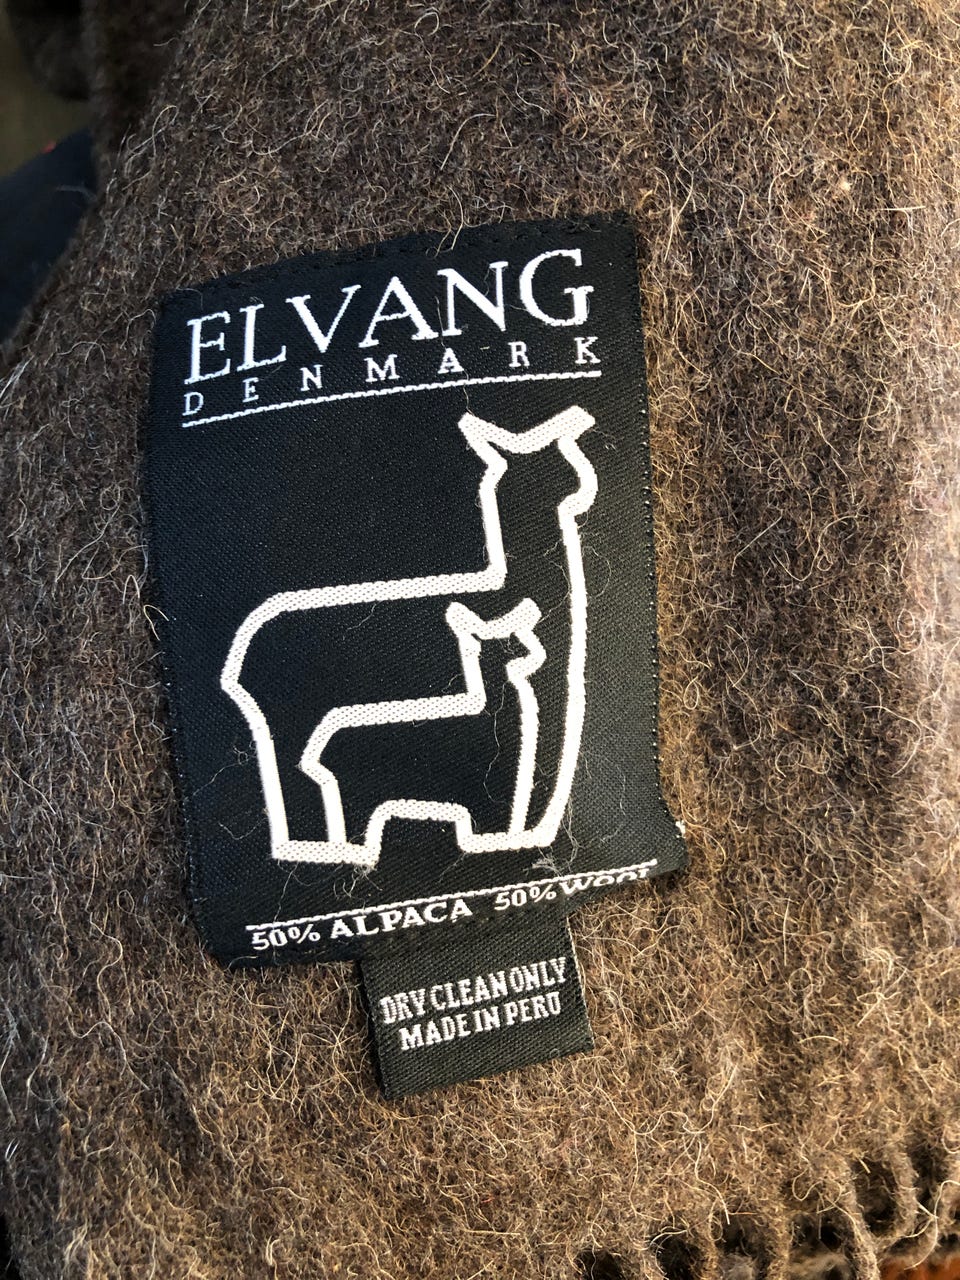 ELVANG
DENMARK
50% ALPACA 50% WOOL
DRY CLEAN ONLY
MADE IN PERU